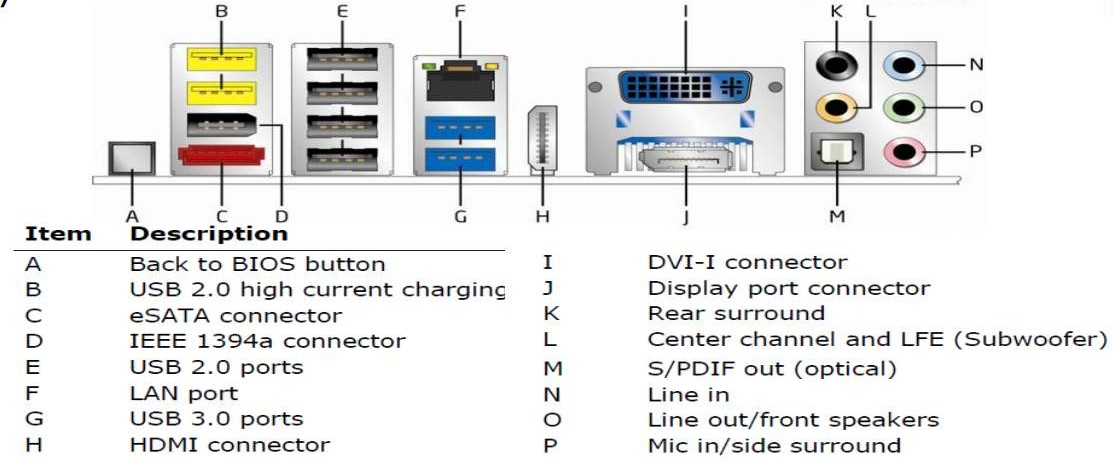 B E F I K L
N
O
P
A C D G H J M
Item Description
A Back to BIOS button
B USB 2.0 high current charging
C eSATA connector
D IEEE 1394a connector
E USB 2.0 ports
F LAN port
G USB 3.0 ports
H HDMI connector
I DVI-I connector
J Display port connector
K Rear surround
L Center channel and LFE (Subwoofer)
M S/PDIF out (optical)
N Line in
O Line out/front speakers
P Mic in/side surround